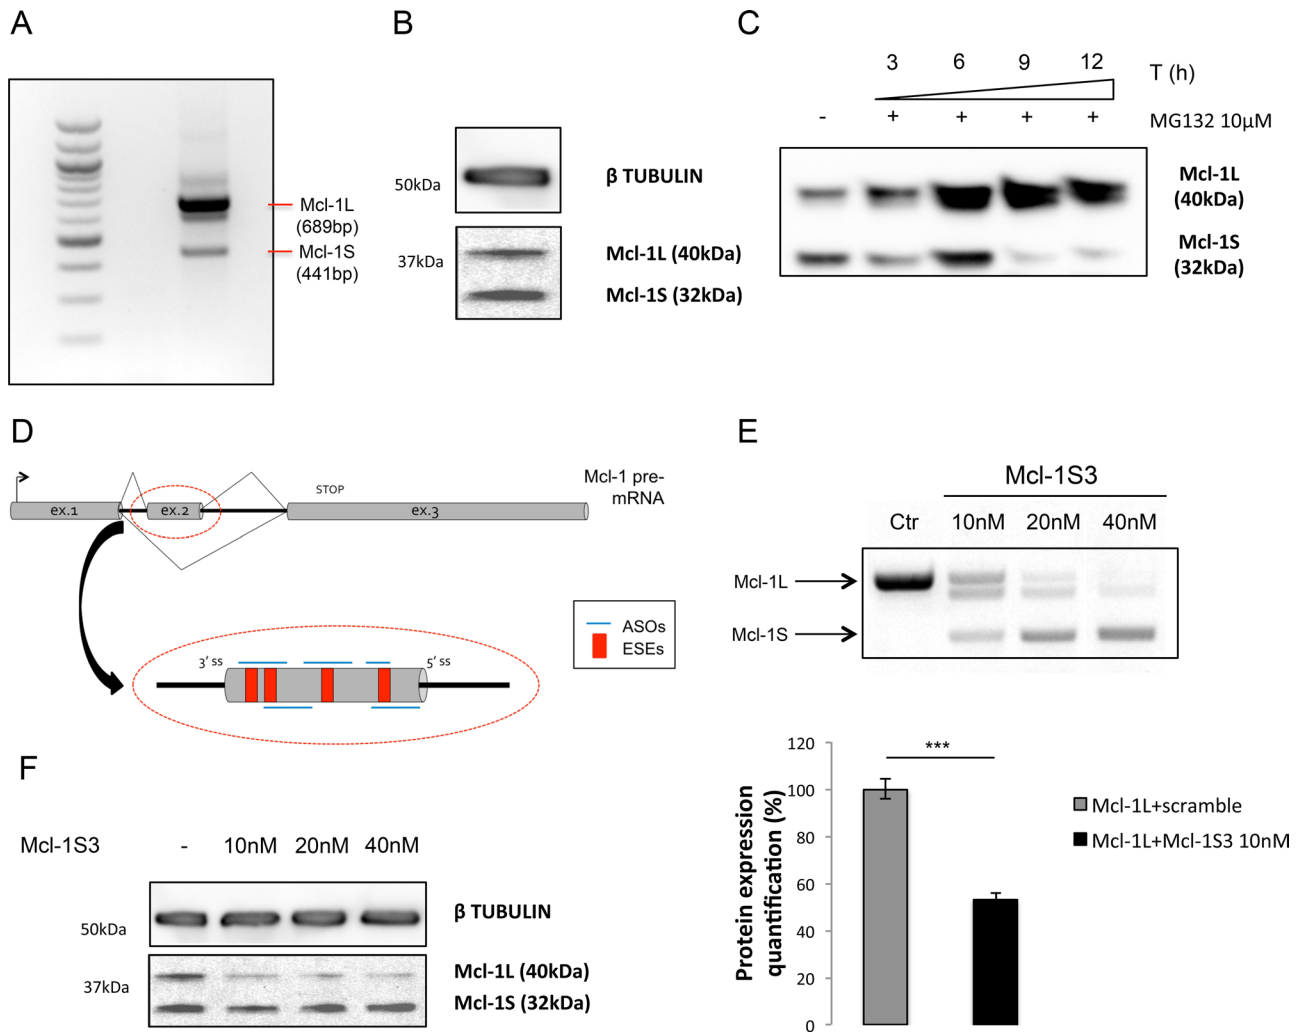 A
Mcl-1L
(689bp)
Mcl-1S
(441bp)
B
50kDa
β TUBULIN
37kDa
Mcl-1L (40kDa)
Mcl-1S (32kDa)
C
3 6 9 12
T (h)
- + + + +
MG132 10μM
Mcl-1L
(40kDa)
Mcl-1S
(32kDa)
D
Mcl-1 pre-
mRNA
STOP
ex.1 ex.2 ex.3
ASOs
ESEs
3' ss 5' ss
E
Mcl-1S3
Ctr 10nM 20nM 40nM
Mcl-1L
Mcl-1S
F
Mcl-1S3 - 10nM 20nM 40nM
50kDa
β TUBULIN
37kDa
Mcl-1L (40kDa)
Mcl-1S (32kDa)
Protein expression
quantification (%)
120
100
80
60
40
20
0
***
Mcl-1L+scramble
Mcl-1L+Mcl-1S3 10nM